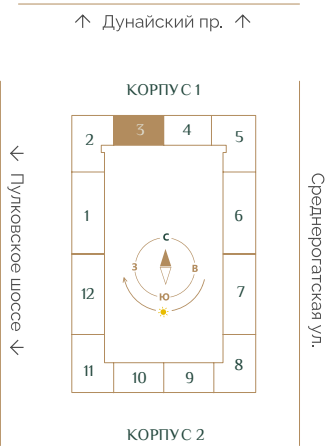 ↑ Дунайский пр. ↑
КОРПУС 1
2
3
4
5
← Пулковское шоссе →
Среднерогатская ул.
1
6
С
З
В
Ю
12
7
11
10
9
8
КОРПУС 2